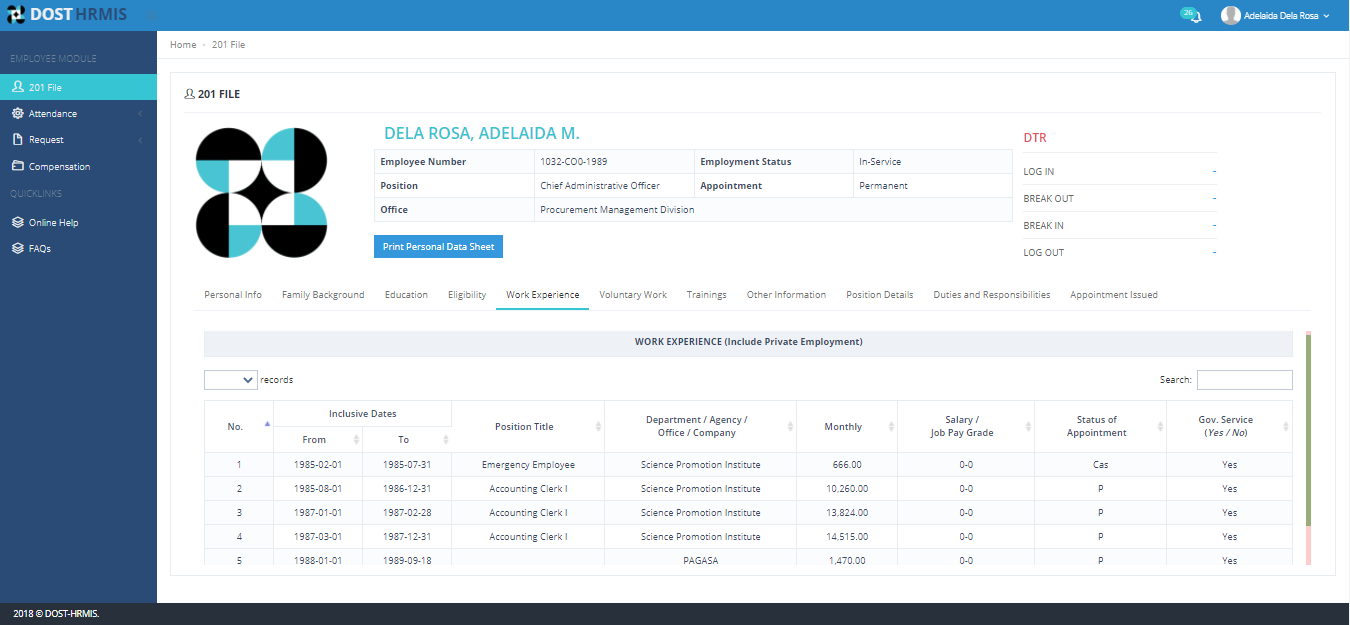 DOST HRMIS
26
Adelaida Dela Rosa
EMPLOYEE MODULE
201 File
Attendance
Request
Compensation
QUICKLINKS
Online Help
FAQs
Home 201 File
201 FILE
DELA ROSA, ADELAIDA M.
Employee Number 1032-CO0-1989 Employment Status In-Service
Position Chief Administrative Officer Appointment Permanent
Office Procurement Management Division
Print Personal Data Sheet
DTR
LOG IN -
BREAK OUT -
BREAK IN -
LOG OUT -
Personal Info Family Background Education Eligibility Work Experience Voluntary Work Trainings Other Information Position Details Duties and Responsibilities Appointment Issued
WORK EXPERIENCE (Include Private Employment)
records Search:
No. Inclusive Dates From To Position Title Department / Agency / Office / Company Monthly Salary / Job Pay Grade Status of Appointment Gov. Service (Yes / No)
1 1985-02-01 1985-07-31 Emergency Employee Science Promotion Institute 666.00 0-0 Cas Yes
2 1985-08-01 1986-12-31 Accounting Clerk I Science Promotion Institute 10,260.00 0-0 P Yes
3 1987-01-01 1987-02-28 Accounting Clerk I Science Promotion Institute 13,824.00 0-0 P Yes
4 1987-03-01 1987-12-31 Accounting Clerk I Science Promotion Institute 14,515.00 0-0 P Yes
5 1988-01-01 1989-09-18 PAGASA 1,470.00 0-0 P Yes
2018 © DOST-HRMIS.